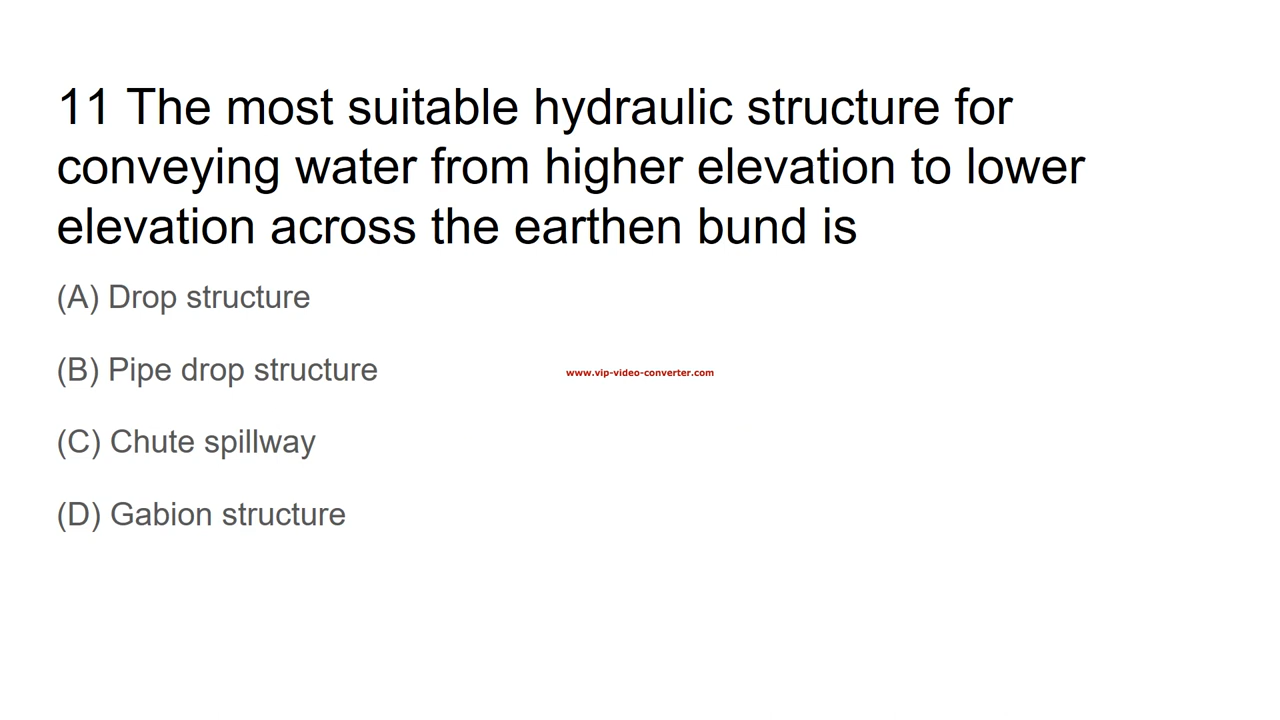 11 The most suitable hydraulic structure for
conveying water from higher elevation to lower
elevation across the earthen bund is
(A) Drop structure
(B) Pipe drop structure
www.vip-video-converter.com
(C) Chute spillway
(D) Gabion structure